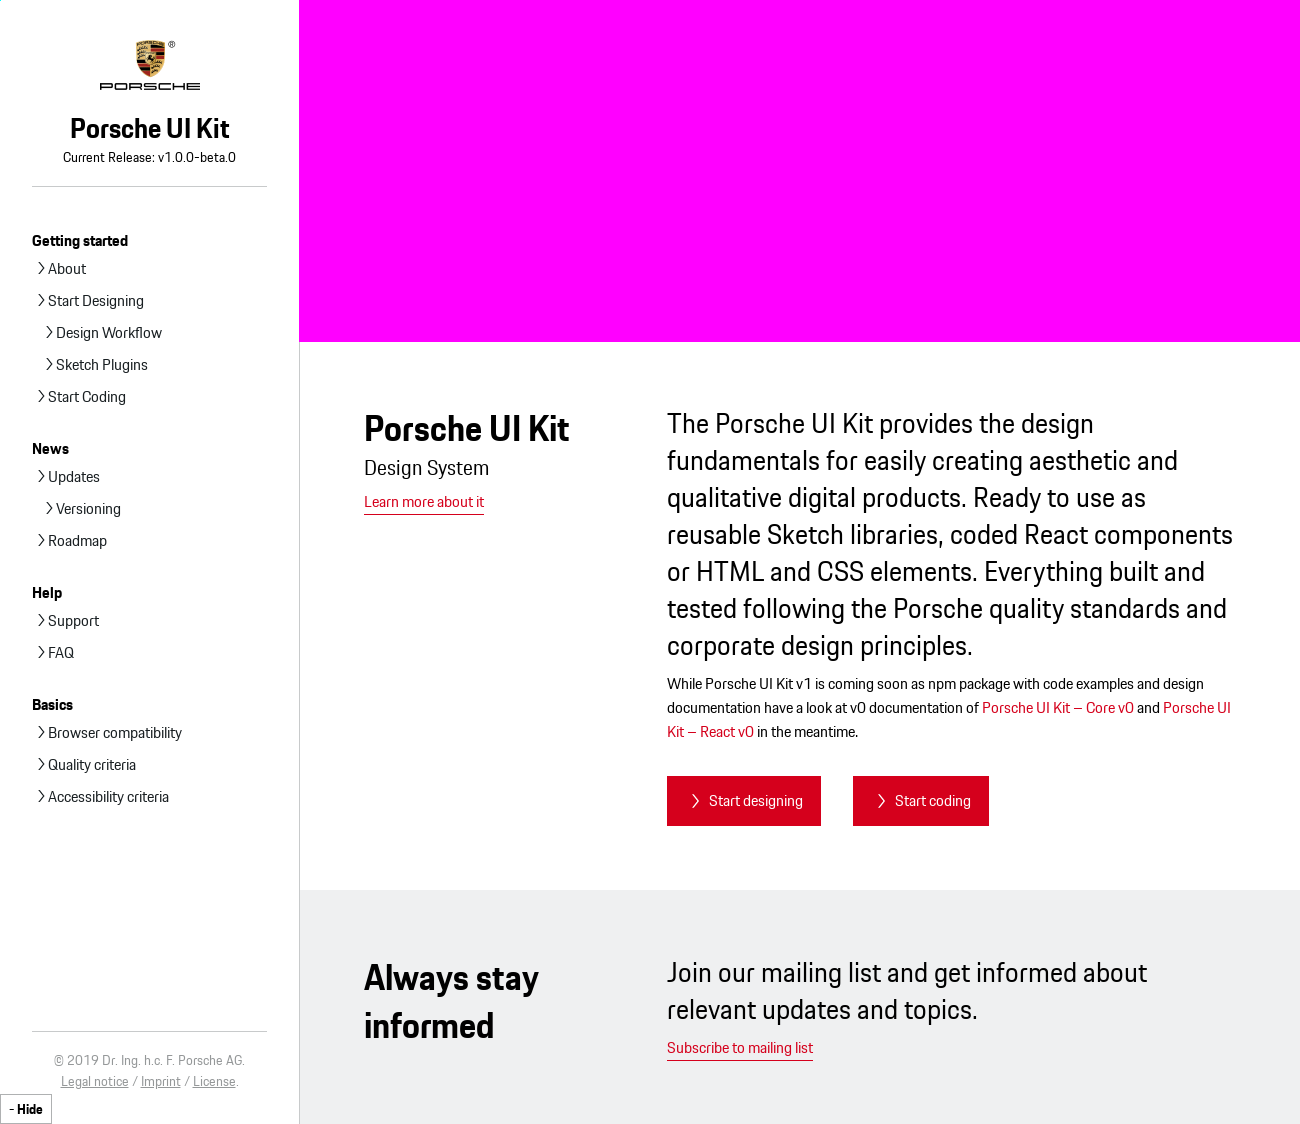 ®
PORSCHE
Porsche UI Kit
Current Release: v1.0.0-beta.0
Getting started
About
Start Designing
Design Workflow
Sketch Plugins
Start Coding
News
Updates
Versioning
Roadmap
Help
Support
FAQ
Basics
Browser compatibility
Quality criteria
Accessibility criteria
© 2019 Dr. Ing. h.c. F. Porsche AG.
Legal notice / Imprint / License.
- Hide
Porsche UI Kit
Design System
Learn more about it
The Porsche UI Kit provides the design
fundamentals for easily creating aesthetic and
qualitative digital products. Ready to use as
reusable Sketch libraries, coded React components
or HTML and CSS elements. Everything built and
tested following the Porsche quality standards and
corporate design principles.
While Porsche UI Kit v1 is coming soon as npm package with code examples and design
documentation have a look at v0 documentation of Porsche UI Kit – Core v0 and Porsche UI
Kit – React v0 in the meantime.
Start designing
Start coding
Always stay
informed
Join our mailing list and get informed about
relevant updates and topics.
Subscribe to mailing list